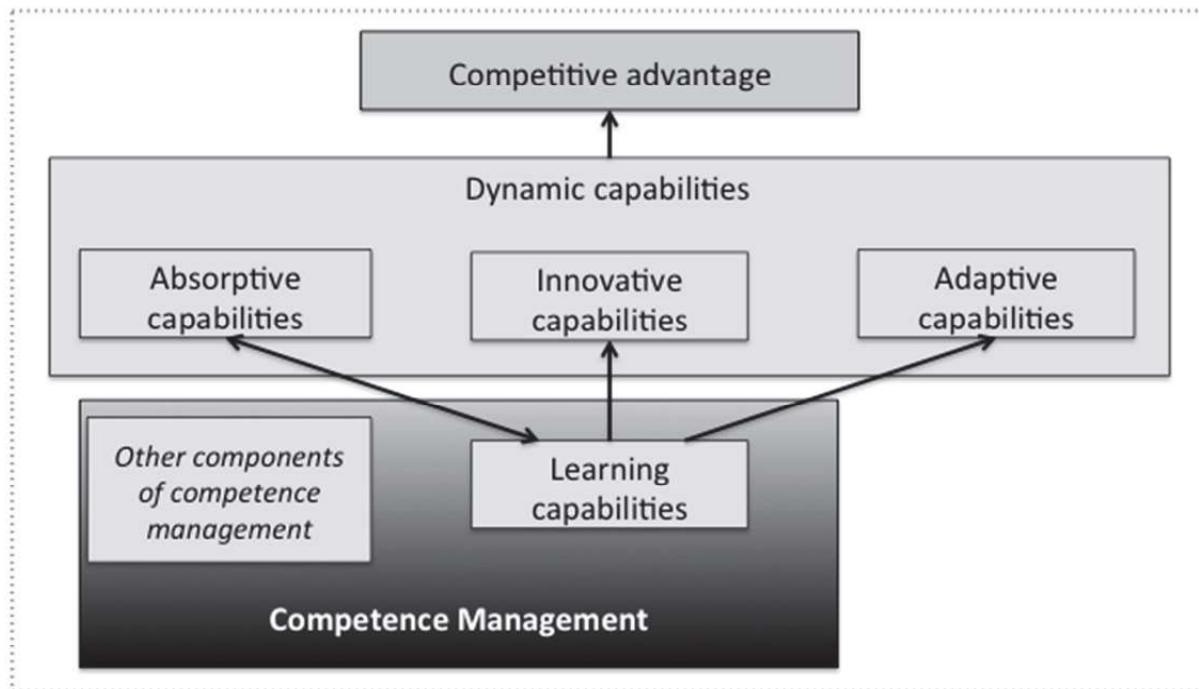 Competitive advantage
Dynamic capabilities
Absorptive
capabilities
Innovative
capabilities
Adaptive
capabilities
Other components
of competence
management
Learning
capabilities
Competence Management